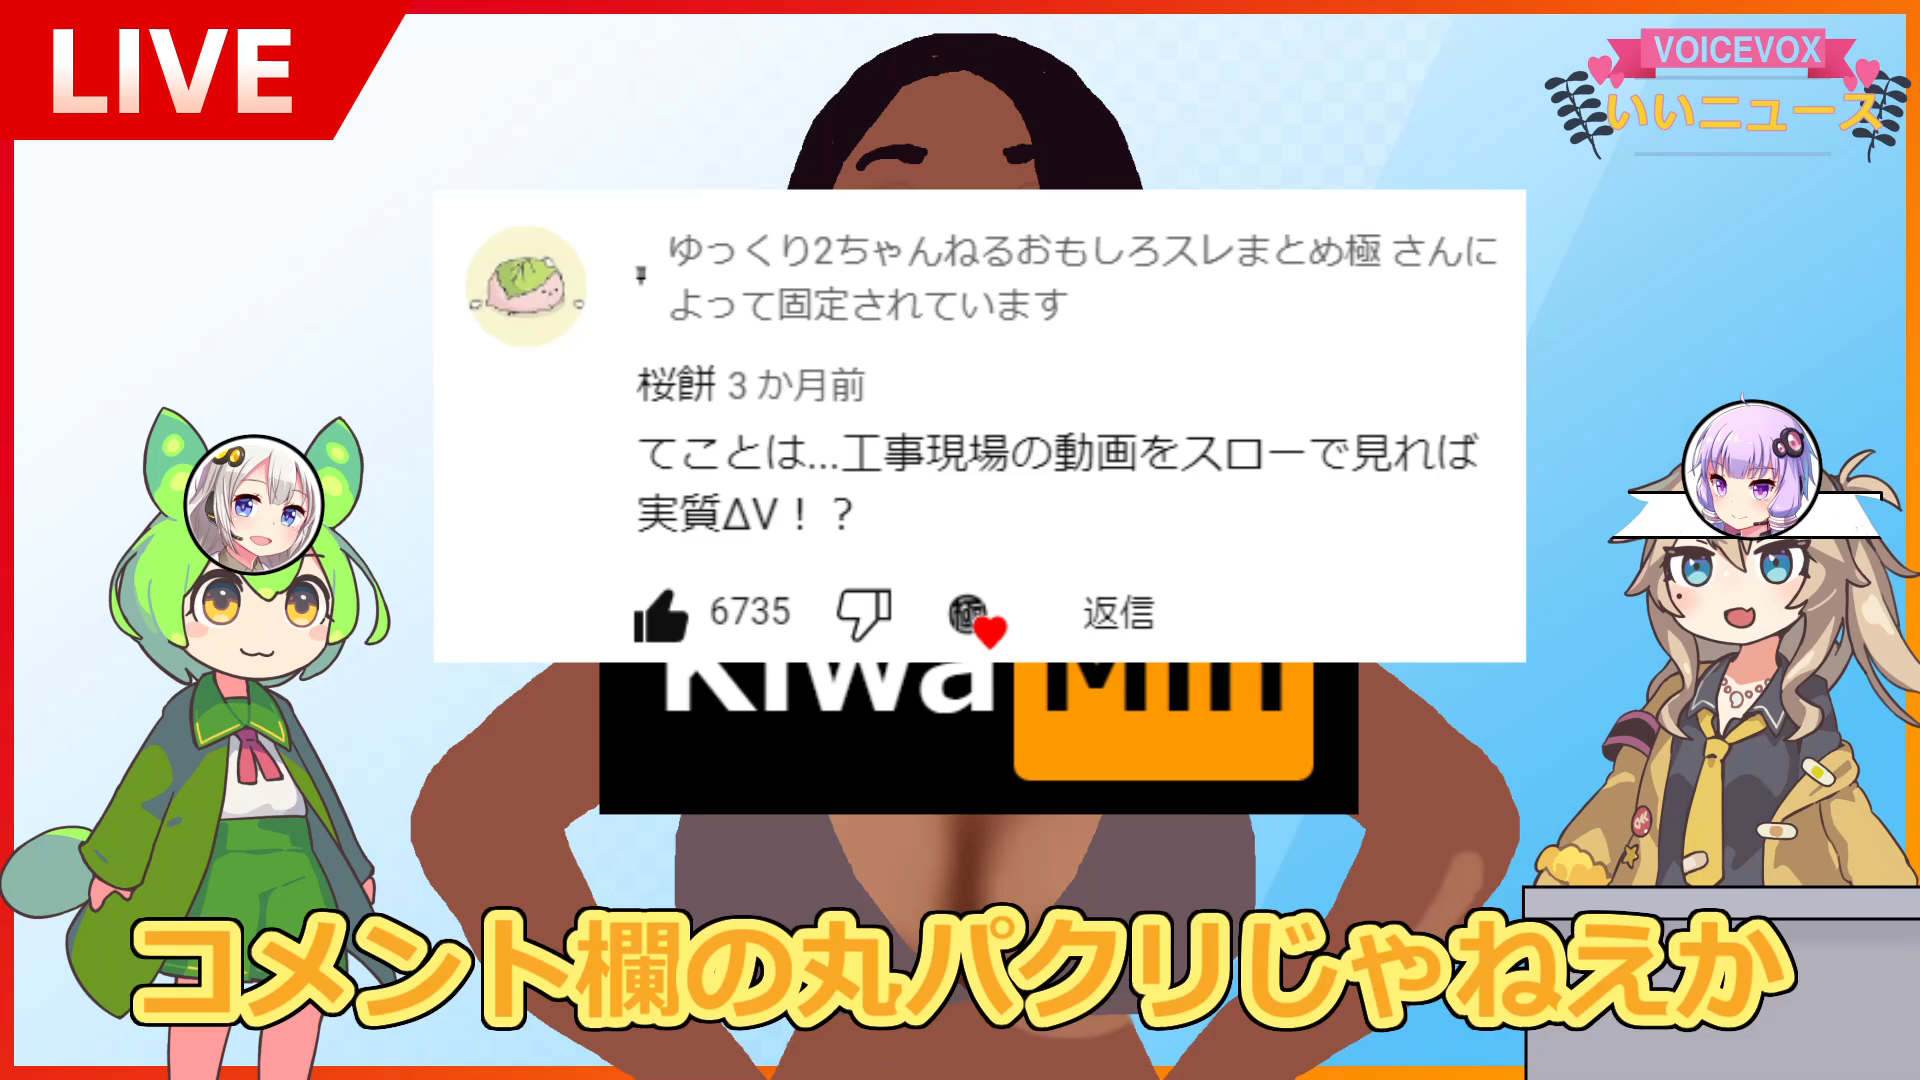 LIVE
VOICEVOX
いいニュース
ゆっくり2ちゃんねるおもしろスレまとめ極 さんに
よって固定されています
桜餅 3 か月前
てことは...工事現場の動画をスローで見れば
実質ΔV！？
6735
極
返信
Kiwa Min
コメント欄の丸パクリじゃねえか